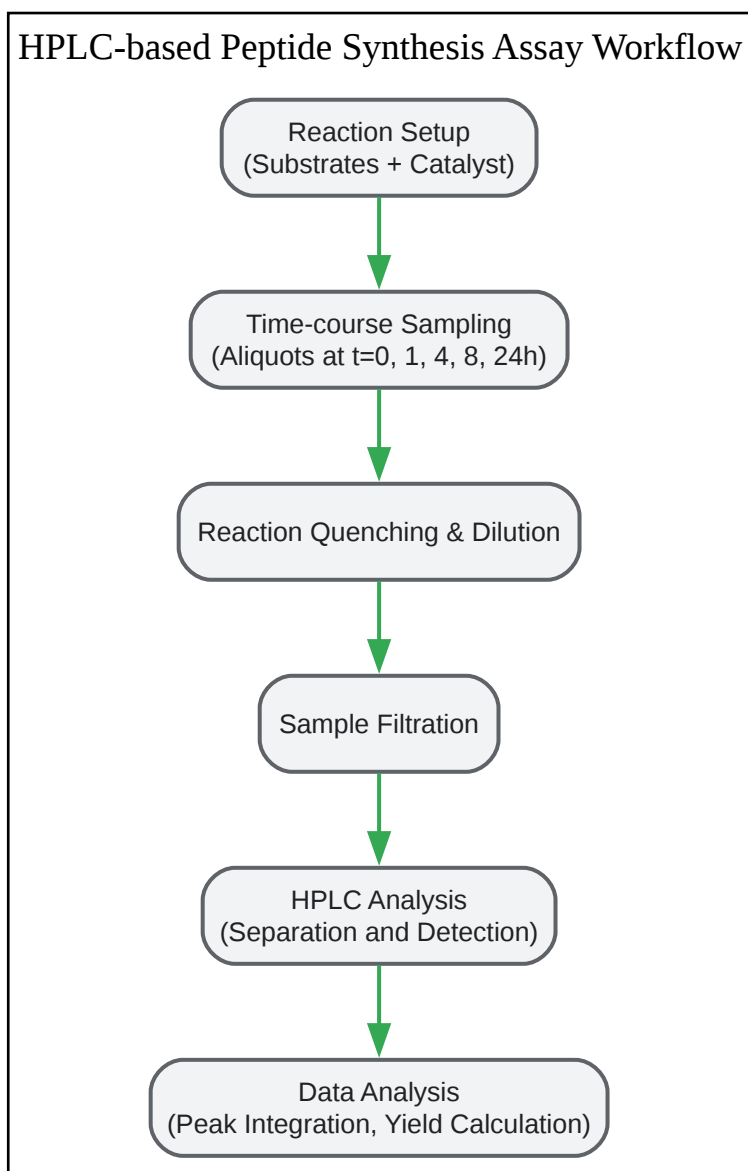 HPLC-based Peptide Synthesis Assay Workflow
Reaction Setup
(Substrates + Catalyst)
Time-course Sampling
(Aliquots at t=0, 1, 4, 8, 24h)
Reaction Quenching & Dilution
Sample Filtration
HPLC Analysis
(Separation and Detection)
Data Analysis
(Peak Integration, Yield Calculation)